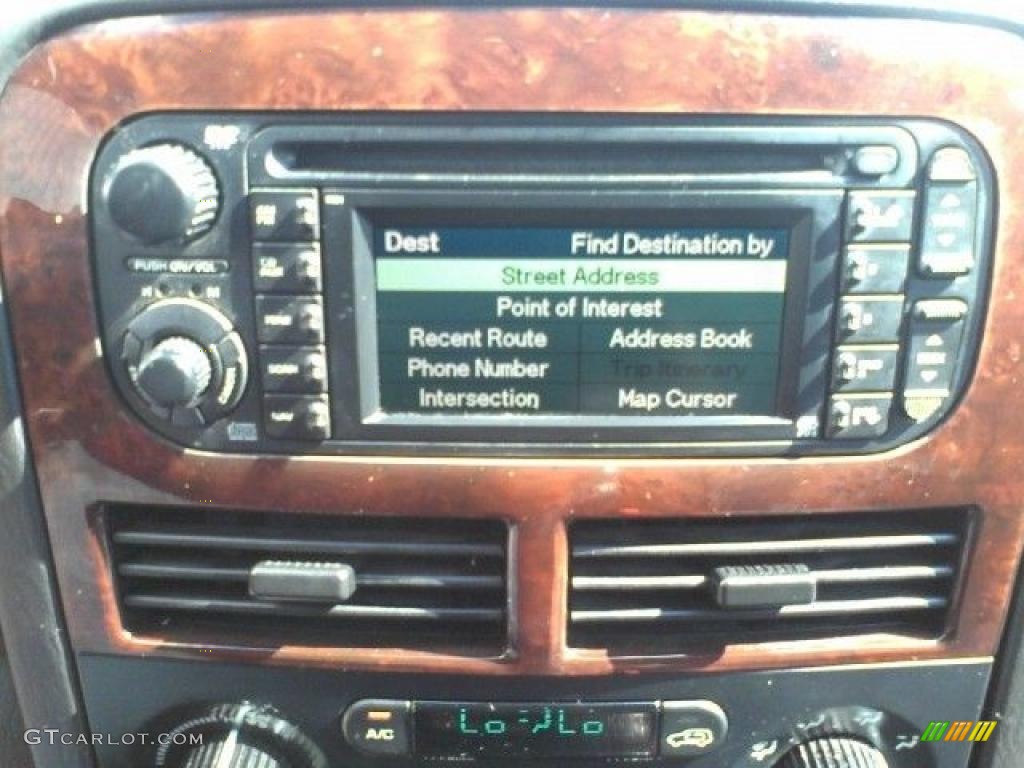 PUSH ON/VOL
Dest Find Destination by
Street Address
Point of Interest
Recent Route Address Book
Phone Number Trip Itinerary
Intersection Map Cursor
NAV
A/C Lo Lo
GTCARLOT.COM